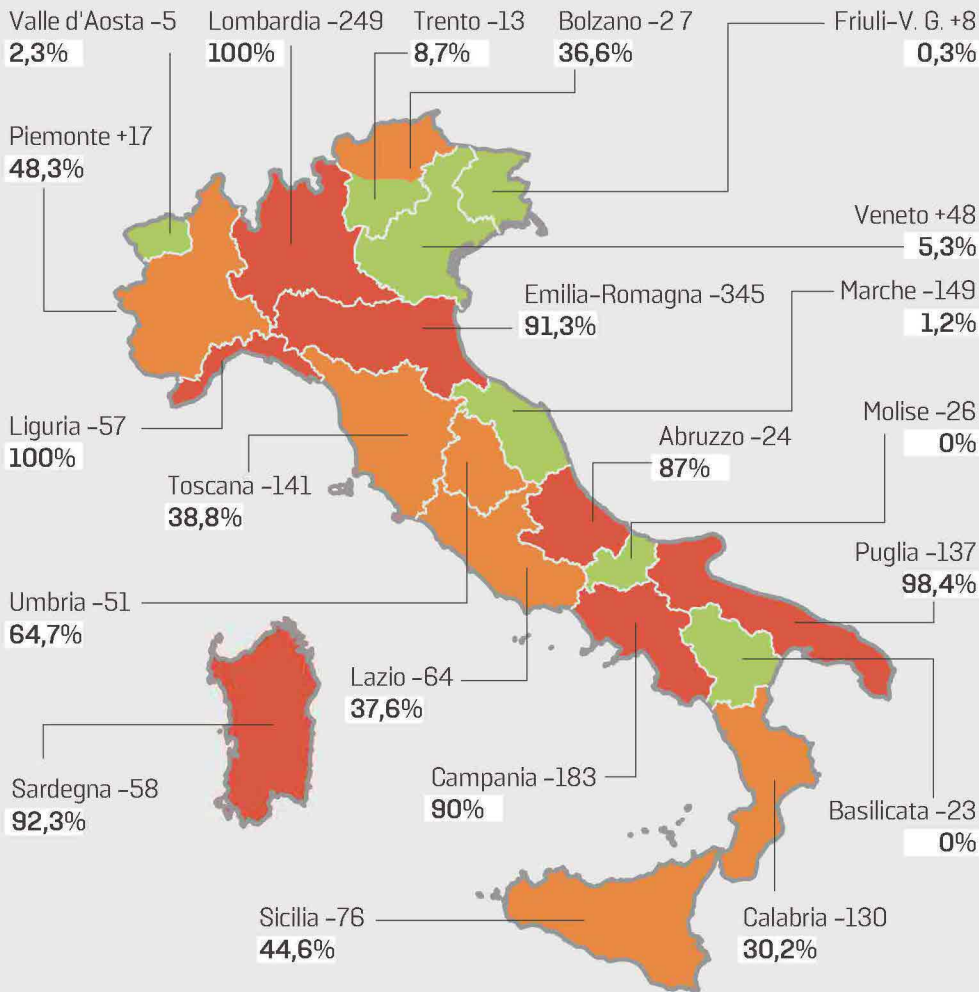 Valle d'Aosta -5
2,3%
Lombardia -249
100%
Trento -13
8,7%
Bolzano -2 7
36,6%
Friuli-V. G. +8
0,3%
Piemonte +17
48,3%
Veneto +48
5,3%
Emilia-Romagna -345
91,3%
Marche -149
1,2%
Liguria -57
100%
Toscana -141
38,8%
Abruzzo -24
87%
Molise -26
0%
Puglia -137
98,4%
Umbria -51
64,7%
Lazio -64
37,6%
Sardegna -58
92,3%
Campania -183
90%
Basilicata -23
0%
Sicilia -76
44,6%
Calabria -130
30,2%